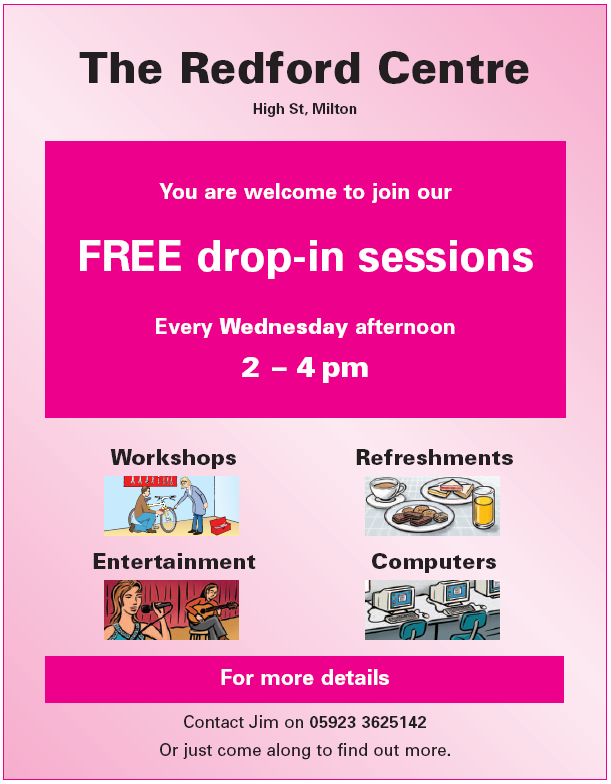 The Redford Centre
High St, Milton
You are welcome to join our
FREE drop-in sessions
Every Wednesday afternoon
2 – 4 pm
Workshops
Refreshments
Entertainment
Computers
For more details
Contact Jim on 05923 3625142
Or just come along to find out more.